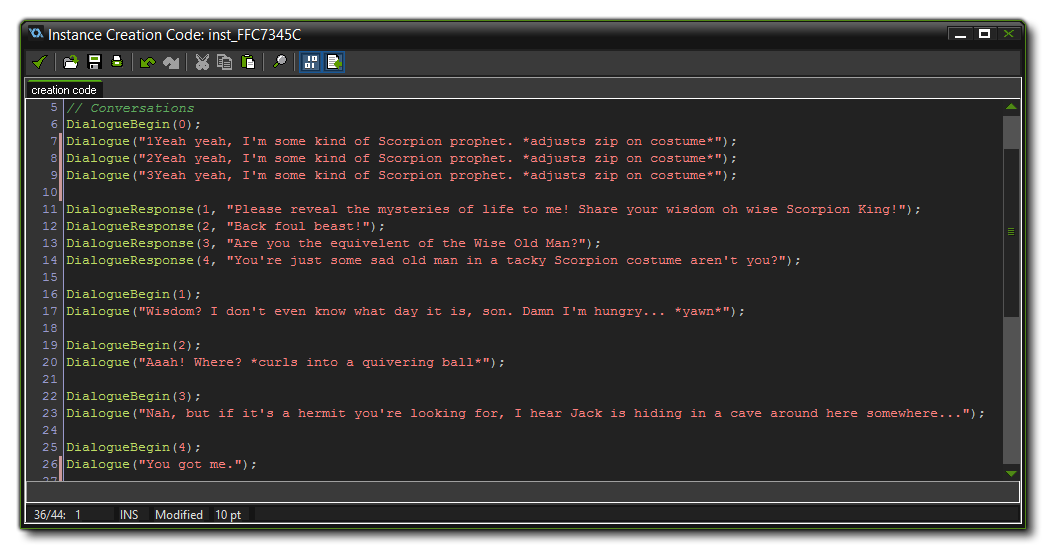 Instance Creation Code: inst_FFC7345C
creation code
5 // Conversations
6 DialogueBegin(0);
7 Dialogue("1Yeah yeah, I'm some kind of Scorpion prophet. *adjusts zip on costume*");
8 Dialogue("2Yeah yeah, I'm some kind of Scorpion prophet. *adjusts zip on costume*");
9 Dialogue("3Yeah yeah, I'm some kind of Scorpion prophet. *adjusts zip on costume*");
10
11 DialogueResponse(1, "Please reveal the mysteries of life to me! Share your wisdom oh wise Scorpion King!");
12 DialogueResponse(2, "Back foul beast!");
13 DialogueResponse(3, "Are you the equivelent of the Wise Old Man?");
14 DialogueResponse(4, "You're just some sad old man in a tacky Scorpion costume aren't you?");
15
16 DialogueBegin(1);
17 Dialogue("Wisdom? I don't even know what day it is, son. Damn I'm hungry... *yawn*");
18
19 DialogueBegin(2);
20 Dialogue("Aaah! Where? *curls into a quivering ball*");
21
22 DialogueBegin(3);
23 Dialogue("Nah, but if it's a hermit you're looking for, I hear Jack is hiding in a cave around here somewhere...");
24
25 DialogueBegin(4);
26 Dialogue("You got me.");
27
36/44: 1 INS Modified 10 pt